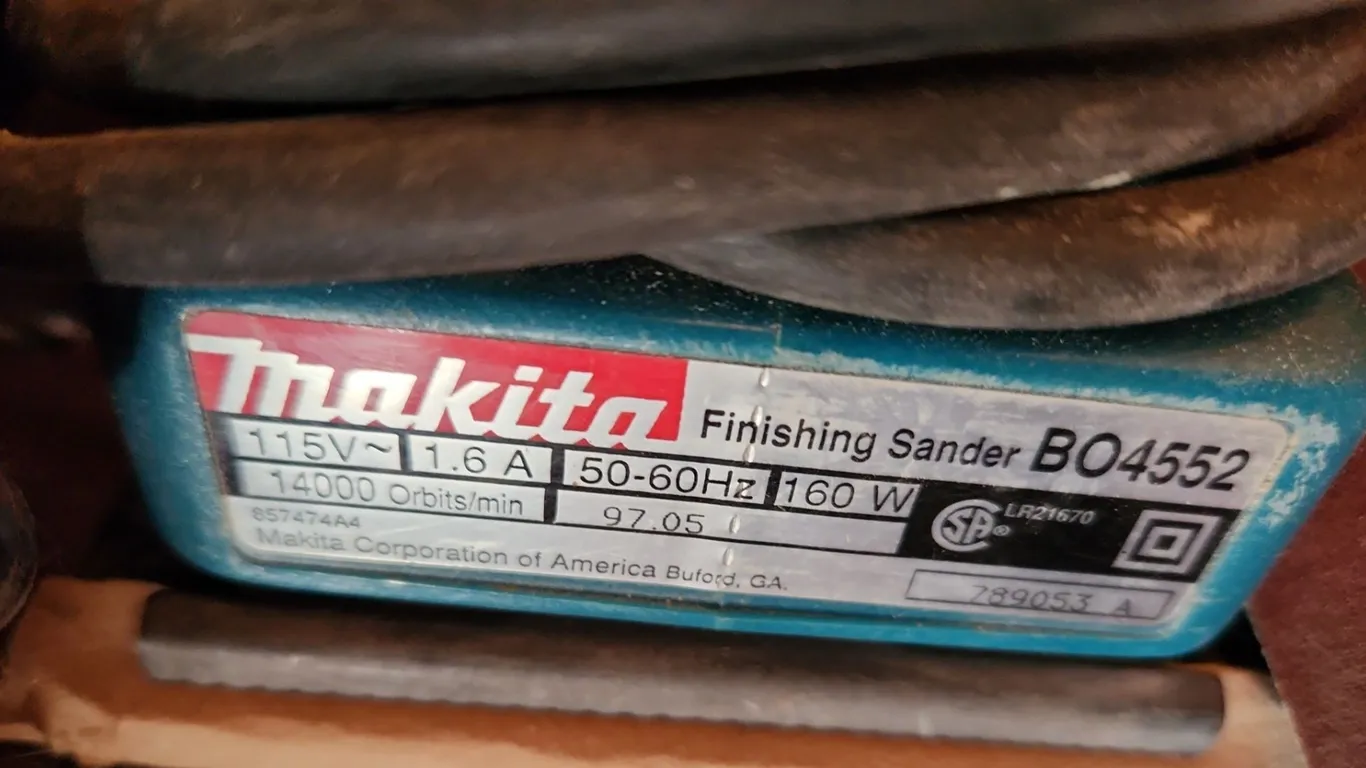 makita Finishing Sander BO4552
115V~ 1.6 A 50-60Hz 160 W
14000 Orbits/min 97.05
SA® LR21670
857474A4
Makita Corporation of America Buford, GA.
789053 A